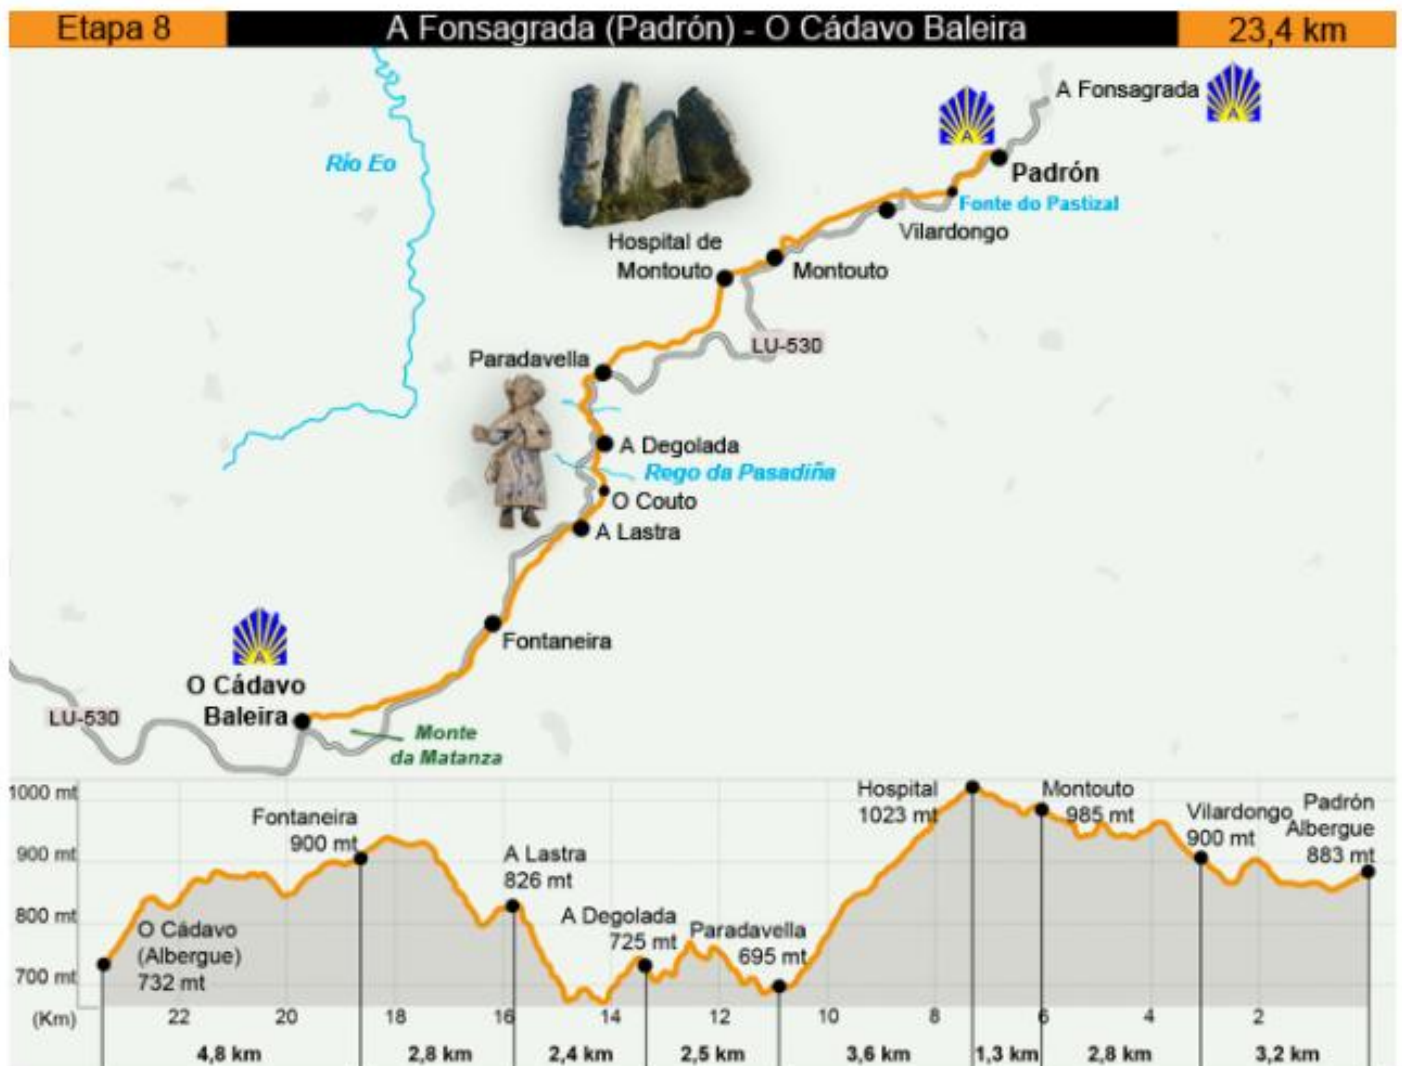 Etapa 8
A Fonsagrada (Padrón) - O Cádavo Baleira
23,4 km
A Fonsagrada
A
A
Río Eo
Padrón
Fonte do Pastizal
Vilardongo
Hospital de
Montouto
Montouto
LU-530
Paradavella
A Degolada
Rego da Pasadiña
O Couto
A Lastra
Fontaneira
A
O Cádavo
Baleira
LU-530
Monte
da Matanza
1000 mt
900 mt
800 mt
700 mt
(Km)
O Cádavo
(Albergue)
732 mt
Fontaneira
900 mt
A Lastra
826 mt
A Degolada
725 mt
Paradavella
695 mt
Hospital
1023 mt
Montouto
985 mt
Vilardongo
900 mt
Padrón
Albergue
883 mt
22 20 18 16 14 12 10 8 6 4 2
4,8 km 2,8 km 2,4 km 2,5 km 3,6 km 1,3 km 2,8 km 3,2 km